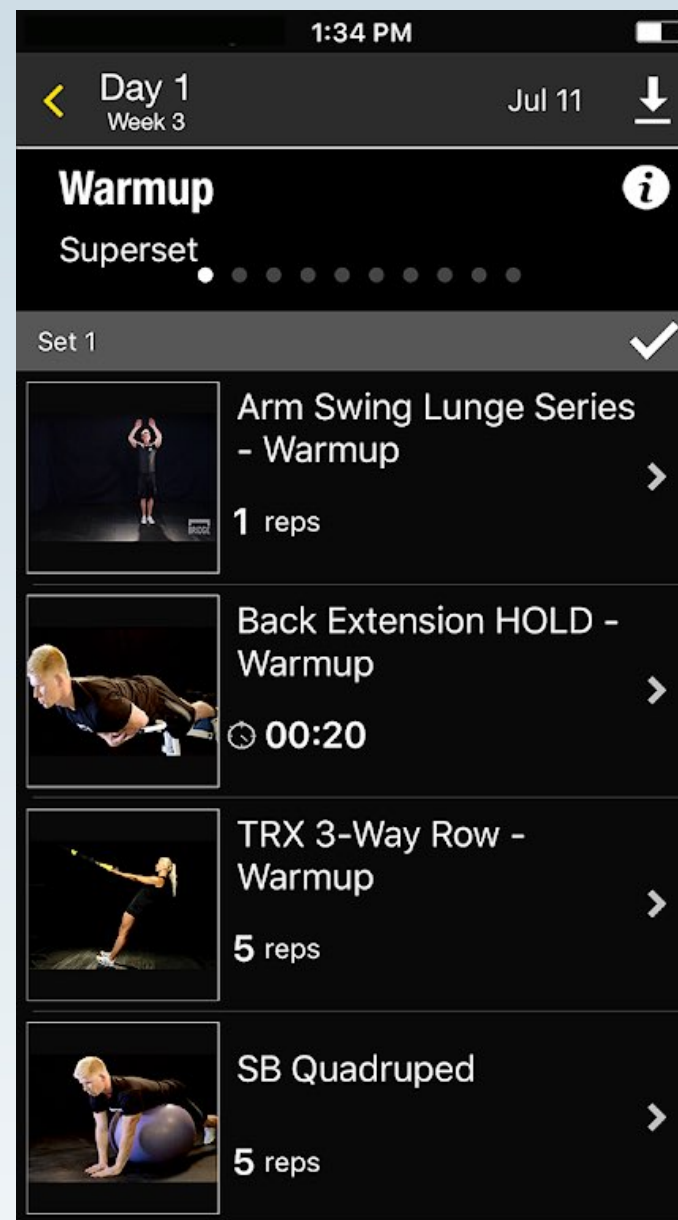 1:34 PM
Day 1
Week 3
Jul 11
Warmup
i
Superset
Set 1
Arm Swing Lunge Series
- Warmup
1 reps
BRIDGE
Back Extension HOLD -
Warmup
00:20
TRX 3-Way Row -
Warmup
5 reps
SB Quadruped
5 reps